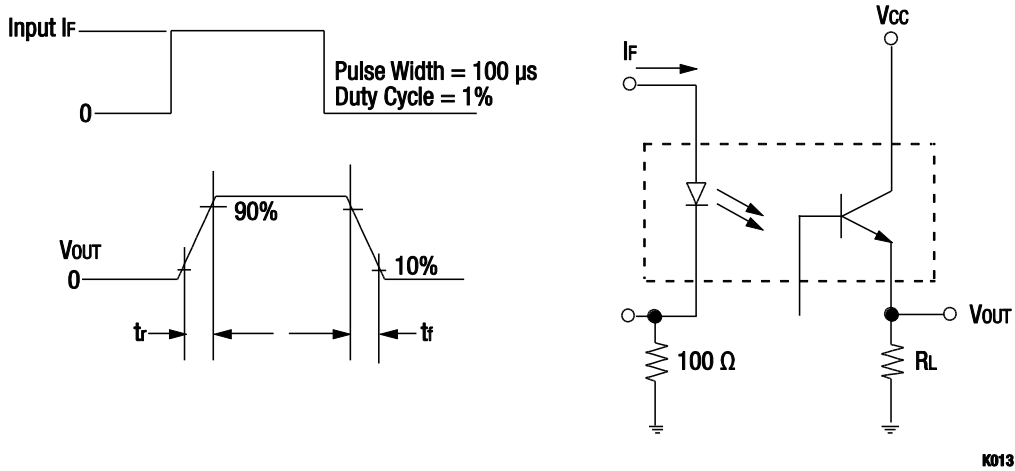 Input IF
0
Pulse Width = 100 µs
Duty Cycle = 1%
90%
VOUT
0
10%
tr
tf
VCC
IF
100 Ω
VOUT
RL
K013